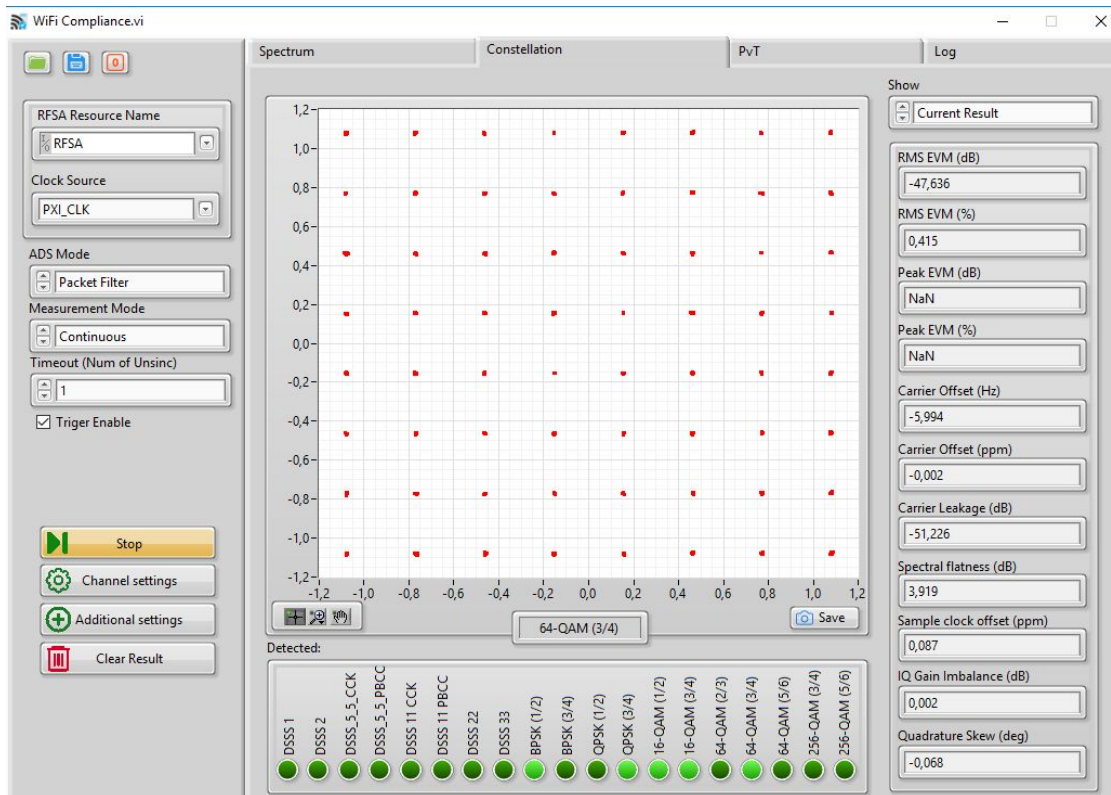 WiFi Compliance.vi
Spectrum
Constellation
PvT
Log
0
RFSA Resource Name
I/O RFSA
Clock Source
PXI_CLK
ADS Mode
Packet Filter
Measurement Mode
Continuous
Timeout (Num of Unsinc)
1
Triger Enable
Stop
Channel settings
Additional settings
Clear Result
1,2
1,0
0,8
0,6
0,4
0,2
0,0
-0,2
-0,4
-0,6
-0,8
-1,0
-1,2
-1,2 -1,0 -0,8 -0,6 -0,4 -0,2 0,0 0,2 0,4 0,6 0,8 1,0 1,2
64-QAM (3/4)
Save
Detected:
DSSS 1
DSSS 2
DSSS_5_5_CCK
DSSS_5_5_PBCC
DSSS 11 CCK
DSSS 11 PBCC
DSSS 22
DSSS 33
BPSK (1/2)
BPSK (3/4)
QPSK (1/2)
QPSK (3/4)
16-QAM (1/2)
16-QAM (3/4)
64-QAM (2/3)
64-QAM (3/4)
64-QAM (5/6)
256-QAM (3/4)
256-QAM (5/6)
Show
Current Result
RMS EVM (dB)
-47,636
RMS EVM (%)
0,415
Peak EVM (dB)
NaN
Peak EVM (%)
NaN
Carrier Offset (Hz)
-5,994
Carrier Offset (ppm)
-0,002
Carrier Leakage (dB)
-51,226
Spectral flatness (dB)
3,919
Sample clock offset (ppm)
0,087
IQ Gain Imbalance (dB)
0,002
Quadrature Skew (deg)
-0,068